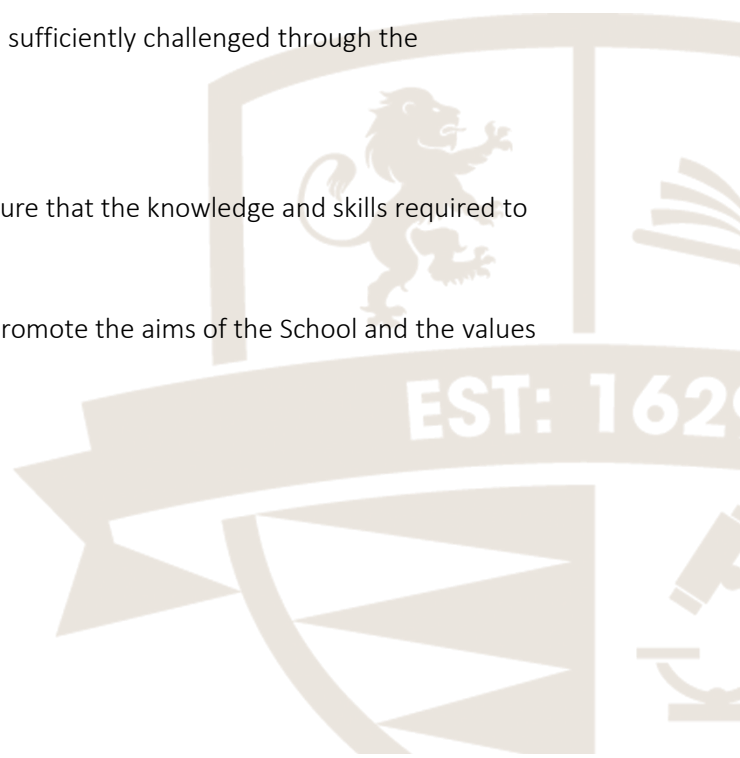 sufficiently challenged through the
ure that the knowledge and skills required to
romote the aims of the School and the values
EST: 162